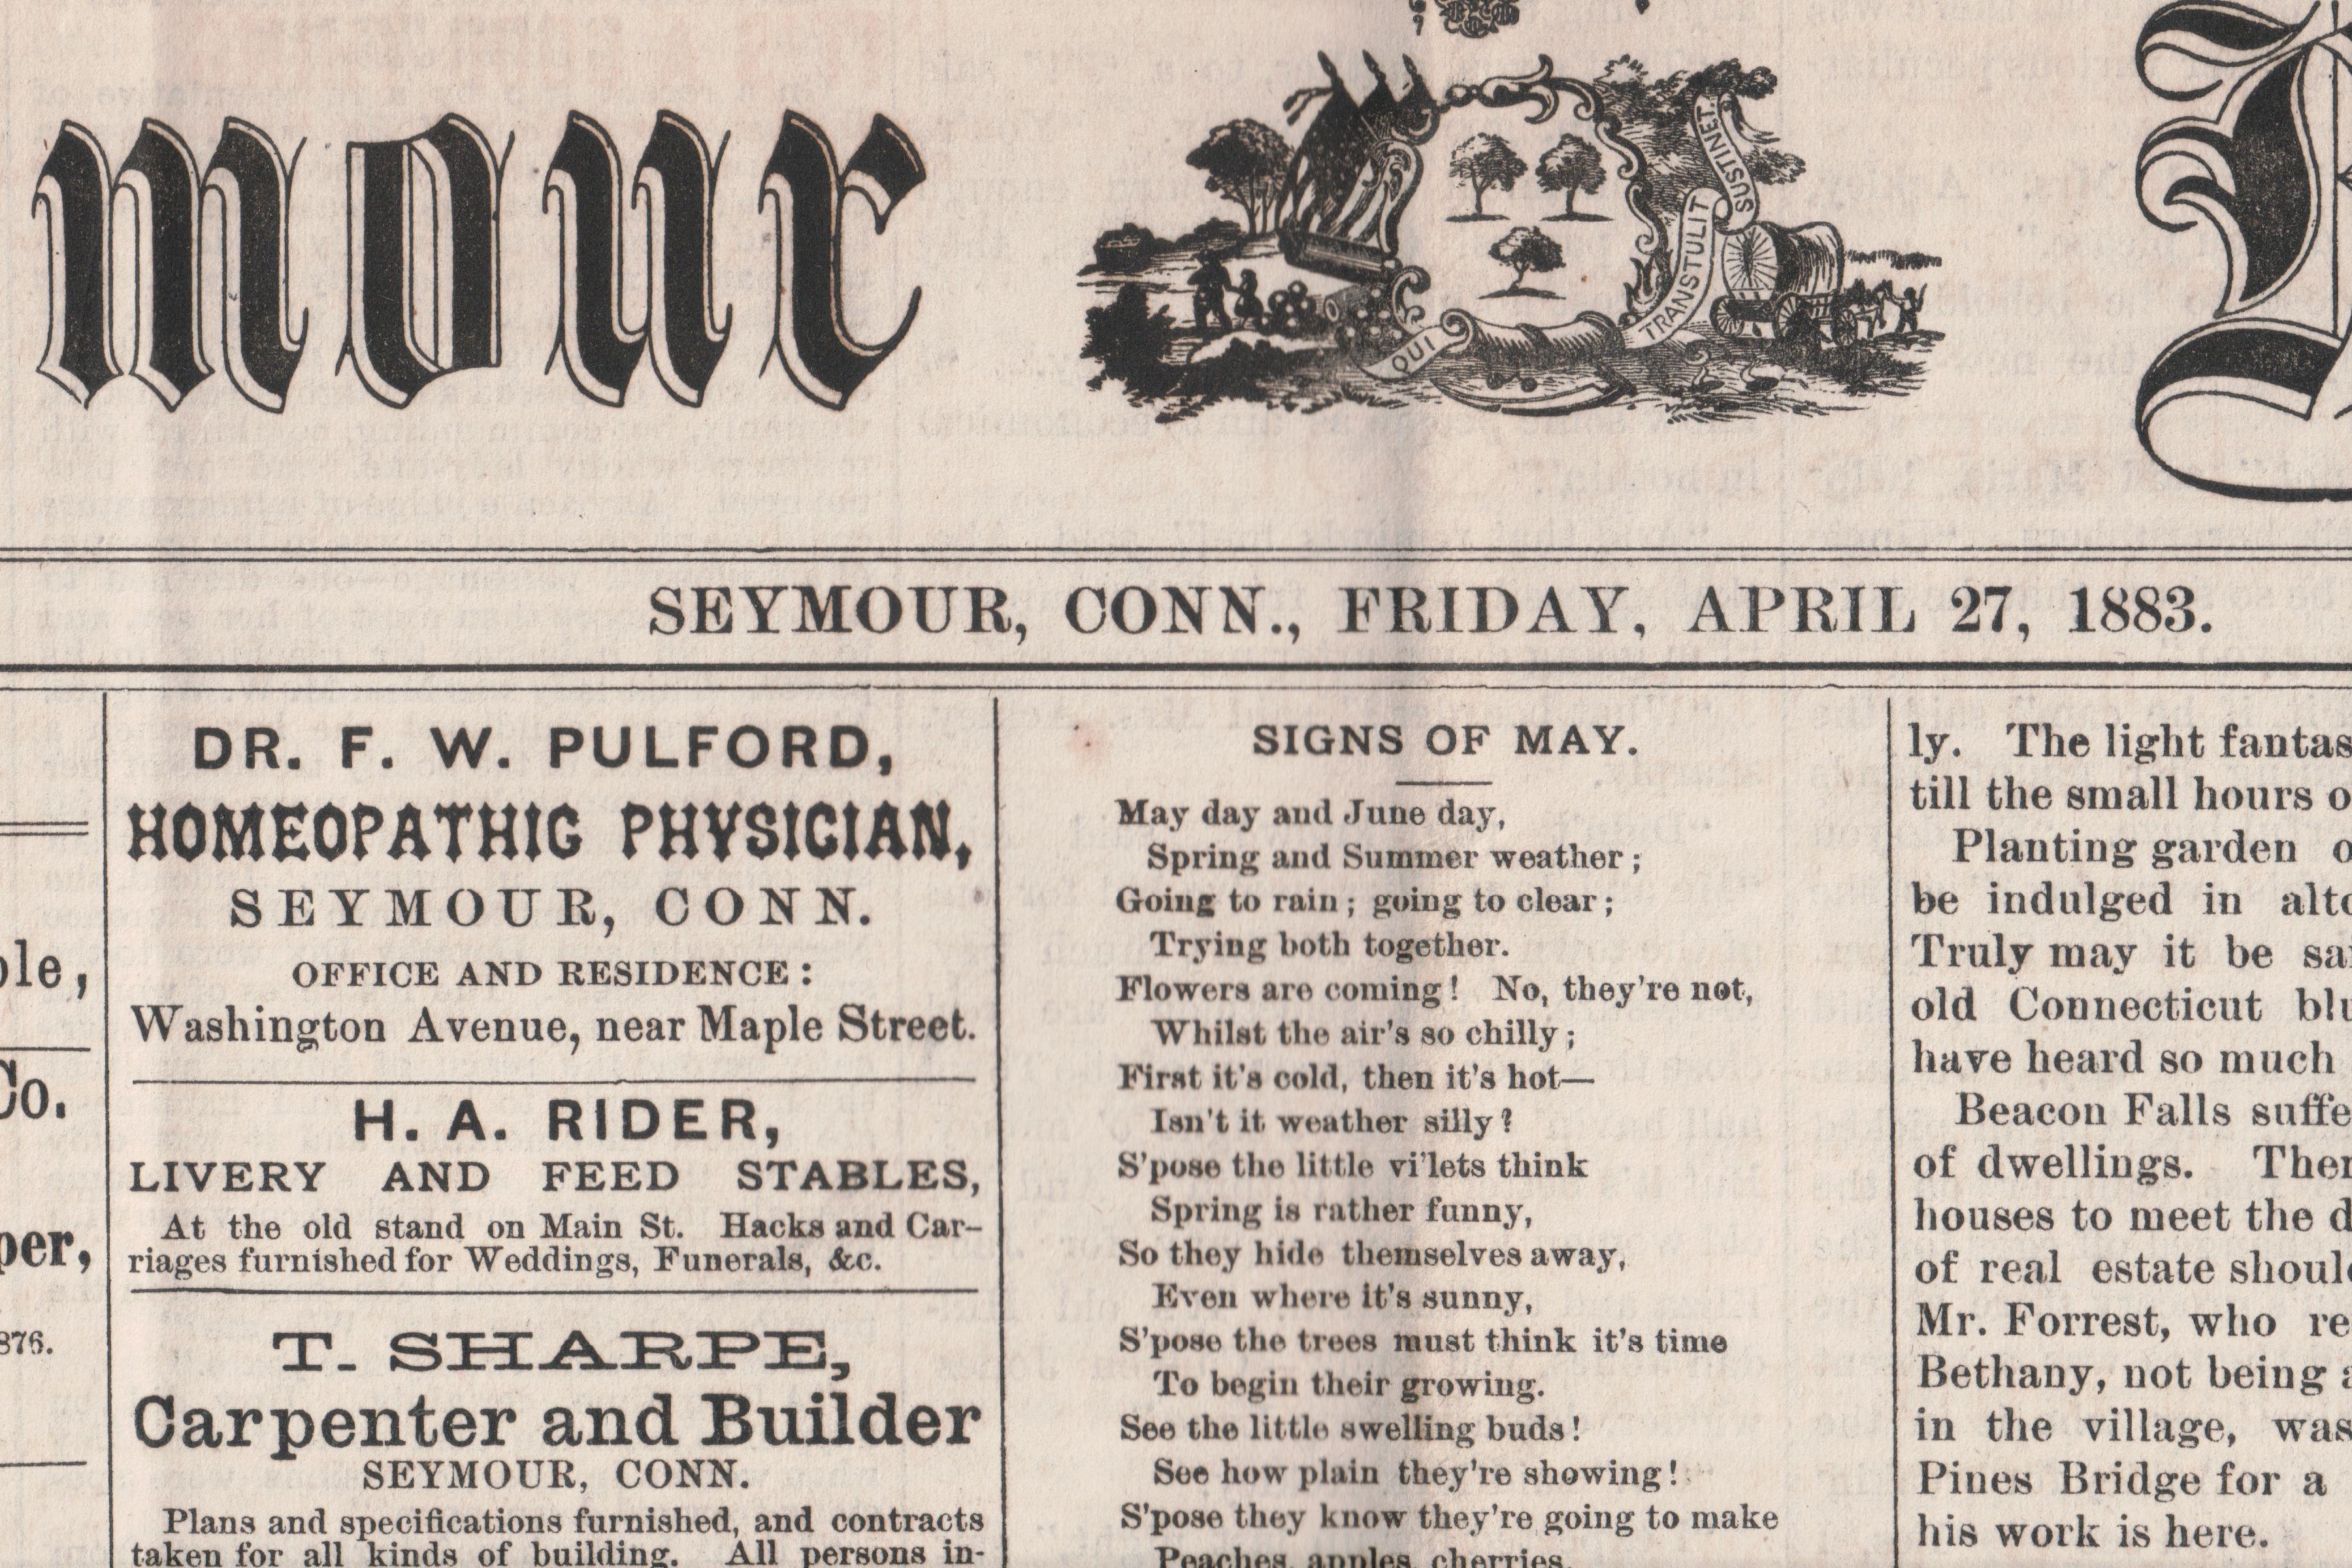 mour
QUI TRANSTULIT SUSTINET.
SEYMOUR, CONN., FRIDAY, APRIL 27, 1883.
ple,
Co.
per,
876.
DR. F. W. PULFORD,
HOMEOPATHIC PHYSICIAN,
SEYMOUR, CONN.
OFFICE AND RESIDENCE:
Washington Avenue, near Maple Street.
H. A. RIDER,
LIVERY AND FEED STABLES,
At the old stand on Main St. Hacks and Car-
riages furnished for Weddings, Funerals, &c.
T. SHARPE,
Carpenter and Builder
SEYMOUR, CONN.
Plans and specifications furnished, and contracts
taken for all kinds of building. All persons in-
SIGNS OF MAY.
May day and June day,
Spring and Summer weather;
Going to rain; going to clear;
Trying both together.
Flowers are coming! No, they're not,
Whilst the air's so chilly;
First it's cold, then it's hot—
Isn't it weather silly?
S'pose the little vi'lets think
Spring is rather funny,
So they hide themselves away,
Even where it's sunny,
S'pose the trees must think it's time
To begin their growing.
See the little swelling buds!
See how plain they're showing!
S'pose they know they're going to make
Peaches, apples, cherries,
ly. The light fantas
till the small hours o
Planting garden o
be indulged in alto
Truly may it be sai
old Connecticut blu
have heard so much
Beacon Falls suffe
of dwellings. Ther
houses to meet the d
of real estate shoul
Mr. Forrest, who re
Bethany, not being a
in the village, was
Pines Bridge for a
his work is here.